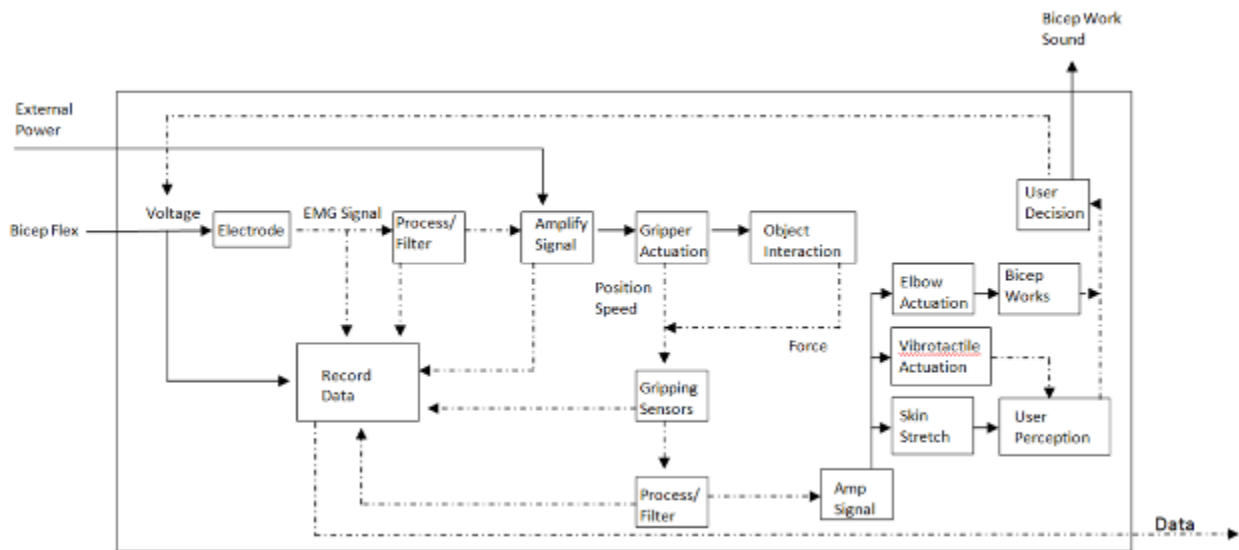 Bicep Work
Sound
External
Power
Voltage
EMG Signal
Bicep Flex
Electrode
Process/
Filter
Amplify
Signal
Gripper
Actuation
Object
Interaction
User
Decision
Position
Speed
Elbow
Actuation
Bicep
Works
Force
Vibrotactile
Actuation
Record
Data
Gripping
Sensors
Skin
Stretch
User
Perception
Process/
Filter
Amp
Signal
Data